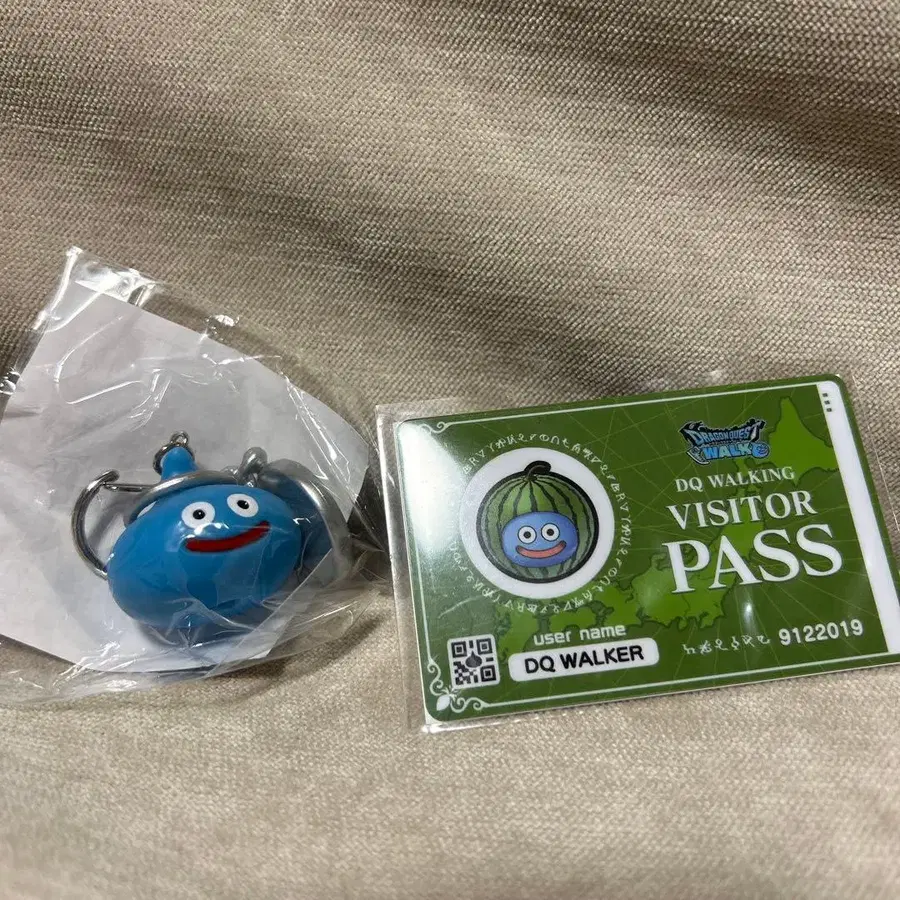 DRAGON QUEST
WALK
DQ WALKING
VISITOR
PASS
user name
DQ WALKER
9122019